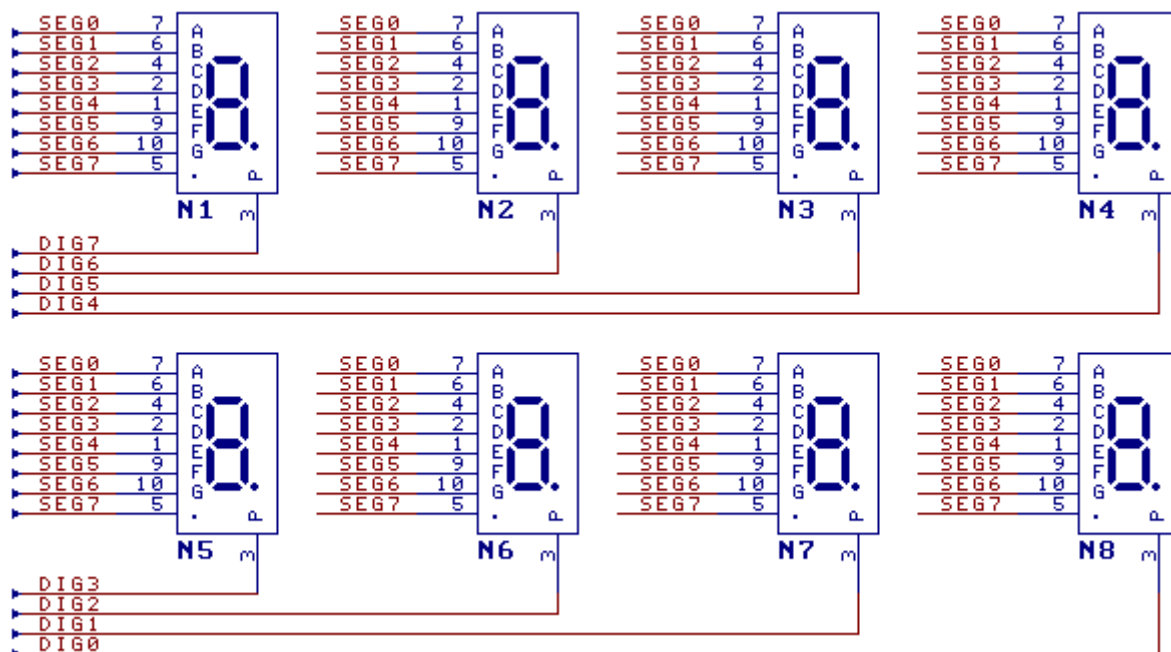 SEG0 7 A SEG0 7 A SEG0 7 A SEG0 7 A
SEG1 6 B SEG1 6 B SEG1 6 B SEG1 6 B
SEG2 4 C SEG2 4 C SEG2 4 C SEG2 4 C
SEG3 2 D SEG3 2 D SEG3 2 D SEG3 2 D
SEG4 1 E SEG4 1 E SEG4 1 E SEG4 1 E
SEG5 9 F SEG5 9 F SEG5 9 F SEG5 9 F
SEG6 10 G SEG6 10 G SEG6 10 G SEG6 10 G
SEG7 5 . P SEG7 5 . P SEG7 5 . P SEG7 5 . P
N1 3 N2 3 N3 3 N4 3
DIG7
DIG6
DIG5
DIG4
SEG0 7 A SEG0 7 A SEG0 7 A SEG0 7 A
SEG1 6 B SEG1 6 B SEG1 6 B SEG1 6 B
SEG2 4 C SEG2 4 C SEG2 4 C SEG2 4 C
SEG3 2 D SEG3 2 D SEG3 2 D SEG3 2 D
SEG4 1 E SEG4 1 E SEG4 1 E SEG4 1 E
SEG5 9 F SEG5 9 F SEG5 9 F SEG5 9 F
SEG6 10 G SEG6 10 G SEG6 10 G SEG6 10 G
SEG7 5 . P SEG7 5 . P SEG7 5 . P SEG7 5 . P
N5 3 N6 3 N7 3 N8 3
DIG3
DIG2
DIG1
DIG0